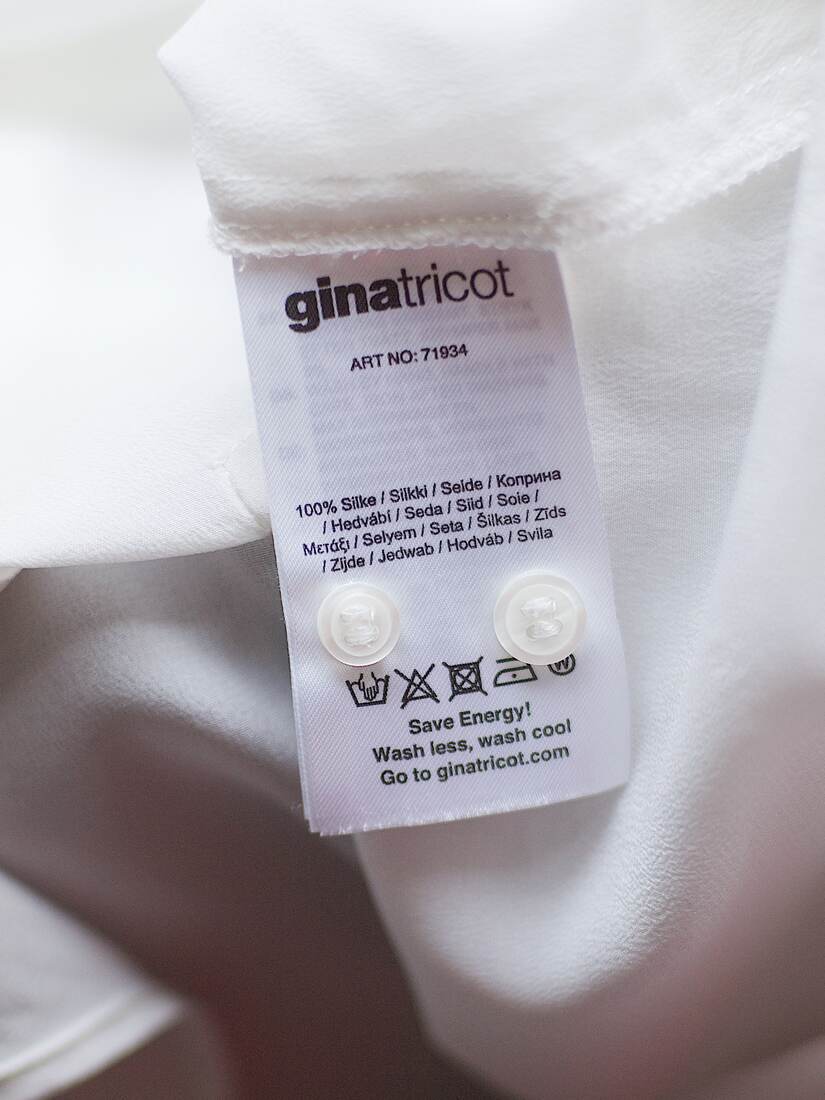 ginatricot
ART NO: 71934
100% Silke / Silkki / Seide / Коприна
/ Hedvábí / Seda / Siid / Soie /
Μετάξι / Selyem / Seta / Šilkas / Zīds
/ Zijde / Jedwab / Hodváb / Svila
W
Save Energy!
Wash less, wash cool
Go to ginatricot.com